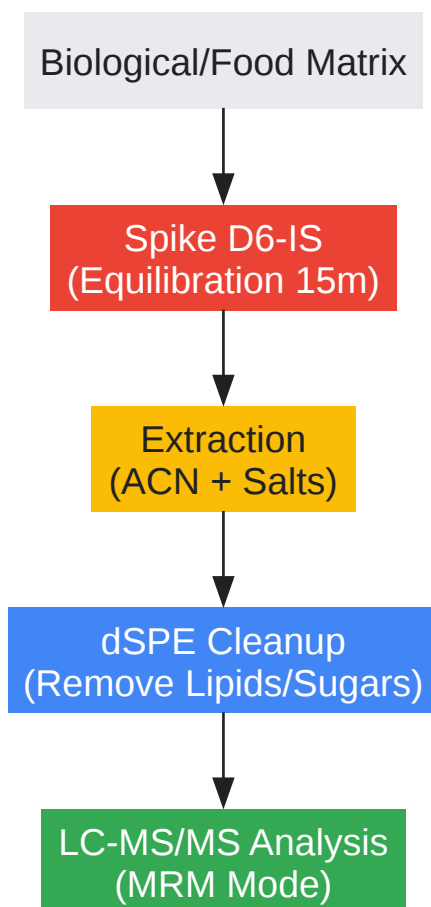 Biological/Food Matrix
Spike D6-IS
(Equilibration 15m)
Extraction
(ACN + Salts)
dSPE Cleanup
(Remove Lipids/Sugars)
LC-MS/MS Analysis
(MRM Mode)